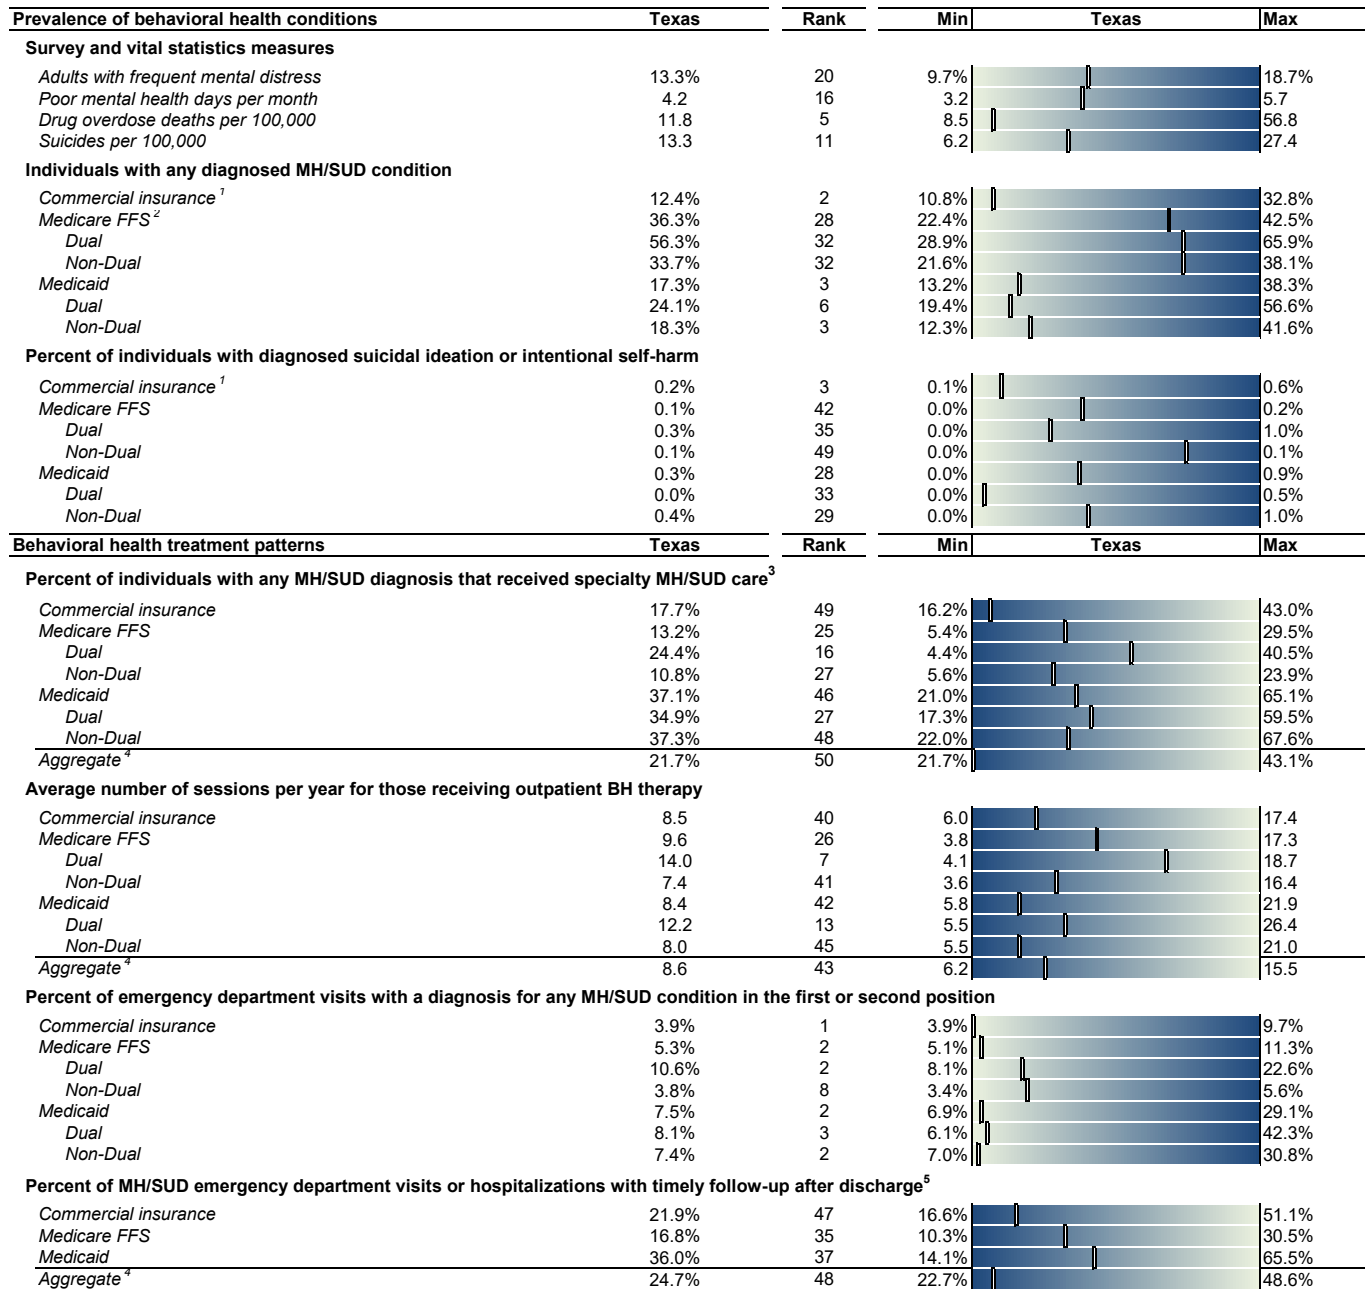 Prevalence of behavioral health conditions Texas Rank Min Texas Max
Survey and vital statistics measures
Adults with frequent mental distress 13.3% 20 9.7% 18.7%
Poor mental health days per month 4.2 16 3.2 5.7
Drug overdose deaths per 100,000 11.8 5 8.5 56.8
Suicides per 100,000 13.3 11 6.2 27.4
Individuals with any diagnosed MH/SUD condition
Commercial insurance 1 12.4% 2 10.8% 32.8%
Medicare FFS 2 36.3% 28 22.4% 42.5%
Dual 56.3% 32 28.9% 65.9%
Non-Dual 33.7% 32 21.6% 38.1%
Medicaid 17.3% 3 13.2% 38.3%
Dual 24.1% 6 19.4% 56.6%
Non-Dual 18.3% 3 12.3% 41.6%
Percent of individuals with diagnosed suicidal ideation or intentional self-harm
Commercial insurance 1 0.2% 3 0.1% 0.6%
Medicare FFS 0.1% 42 0.0% 0.2%
Dual 0.3% 35 0.0% 1.0%
Non-Dual 0.1% 49 0.0% 0.1%
Medicaid 0.3% 28 0.0% 0.9%
Dual 0.0% 33 0.0% 0.5%
Non-Dual 0.4% 29 0.0% 1.0%
Behavioral health treatment patterns Texas Rank Min Texas Max
Percent of individuals with any MH/SUD diagnosis that received specialty MH/SUD care3
Commercial insurance 17.7% 49 16.2% 43.0%
Medicare FFS 13.2% 25 5.4% 29.5%
Dual 24.4% 16 4.4% 40.5%
Non-Dual 10.8% 27 5.6% 23.9%
Medicaid 37.1% 46 21.0% 65.1%
Dual 34.9% 27 17.3% 59.5%
Non-Dual 37.3% 48 22.0% 67.6%
Aggregate 4 21.7% 50 21.7% 43.1%
Average number of sessions per year for those receiving outpatient BH therapy
Commercial insurance 8.5 40 6.0 17.4
Medicare FFS 9.6 26 3.8 17.3
Dual 14.0 7 4.1 18.7
Non-Dual 7.4 41 3.6 16.4
Medicaid 8.4 42 5.8 21.9
Dual 12.2 13 5.5 26.4
Non-Dual 8.0 45 5.5 21.0
Aggregate 4 8.6 43 6.2 15.5
Percent of emergency department visits with a diagnosis for any MH/SUD condition in the first or second position
Commercial insurance 3.9% 1 3.9% 9.7%
Medicare FFS 5.3% 2 5.1% 11.3%
Dual 10.6% 2 8.1% 22.6%
Non-Dual 3.8% 8 3.4% 5.6%
Medicaid 7.5% 2 6.9% 29.1%
Dual 8.1% 3 6.1% 42.3%
Non-Dual 7.4% 2 7.0% 30.8%
Percent of MH/SUD emergency department visits or hospitalizations with timely follow-up after discharge5
Commercial insurance 21.9% 47 16.6% 51.1%
Medicare FFS 16.8% 35 10.3% 30.5%
Medicaid 36.0% 37 14.1% 65.5%
Aggregate 4 24.7% 48 22.7% 48.6%